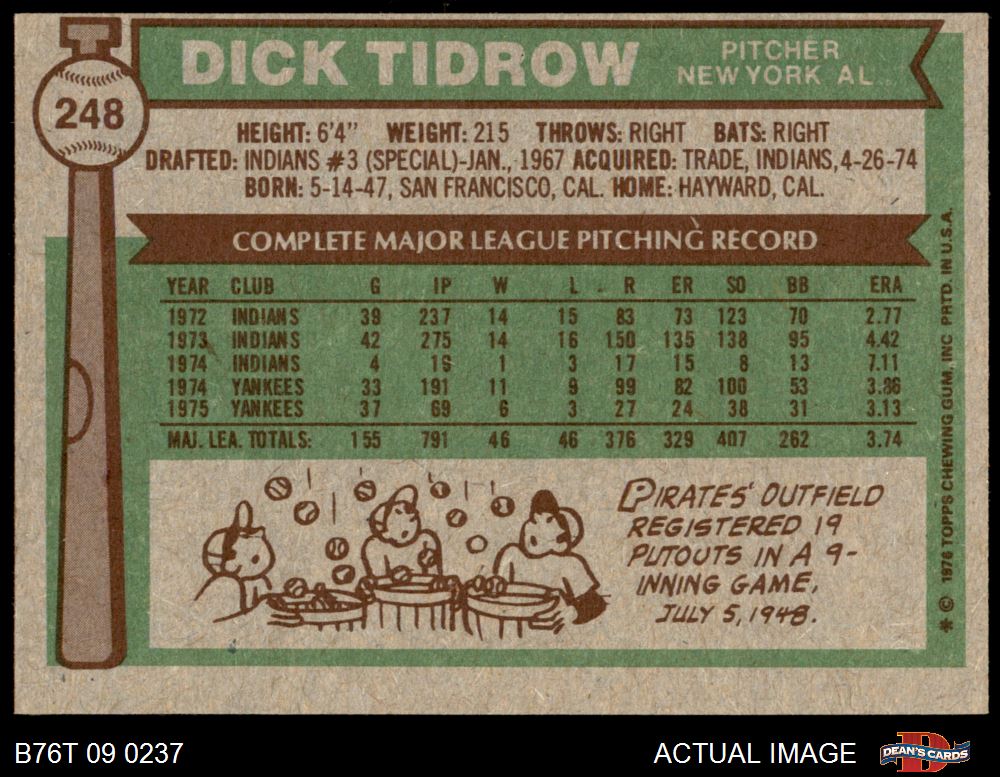 DICK TIDROW
PITCHER
NEW YORK AL
248
HEIGHT: 6'4" WEIGHT: 215 THROWS: RIGHT BATS: RIGHT
DRAFTED: INDIANS #3 (SPECIAL)-JAN., 1967 ACQUIRED: TRADE, INDIANS, 4-26-74
BORN: 5-14-47, SAN FRANCISCO, CAL. HOME: HAYWARD, CAL.
COMPLETE MAJOR LEAGUE PITCHING RECORD
YEAR CLUB G IP W L R ER SO BB ERA
1972 INDIANS 39 237 14 15 83 73 123 70 2.77
1973 INDIANS 42 275 14 16 150 135 138 95 4.42
1974 INDIANS 4 19 1 3 17 15 8 13 7.11
1974 YANKEES 33 191 11 9 99 82 100 53 3.86
1975 YANKEES 37 69 6 3 27 24 38 31 3.13
MAJ. LEA. TOTALS: 155 791 46 46 376 329 407 262 3.74
PIRATES' OUTFIELD
REGISTERED 19
PUTOUTS IN A 9-
INNING GAME,
JULY 5, 1948.
* © 1976 TOPPS CHEWING GUM, INC PRTD. IN U.S.A.
B76T 09 0237
ACTUAL IMAGE
D
DEAN'S CARDS